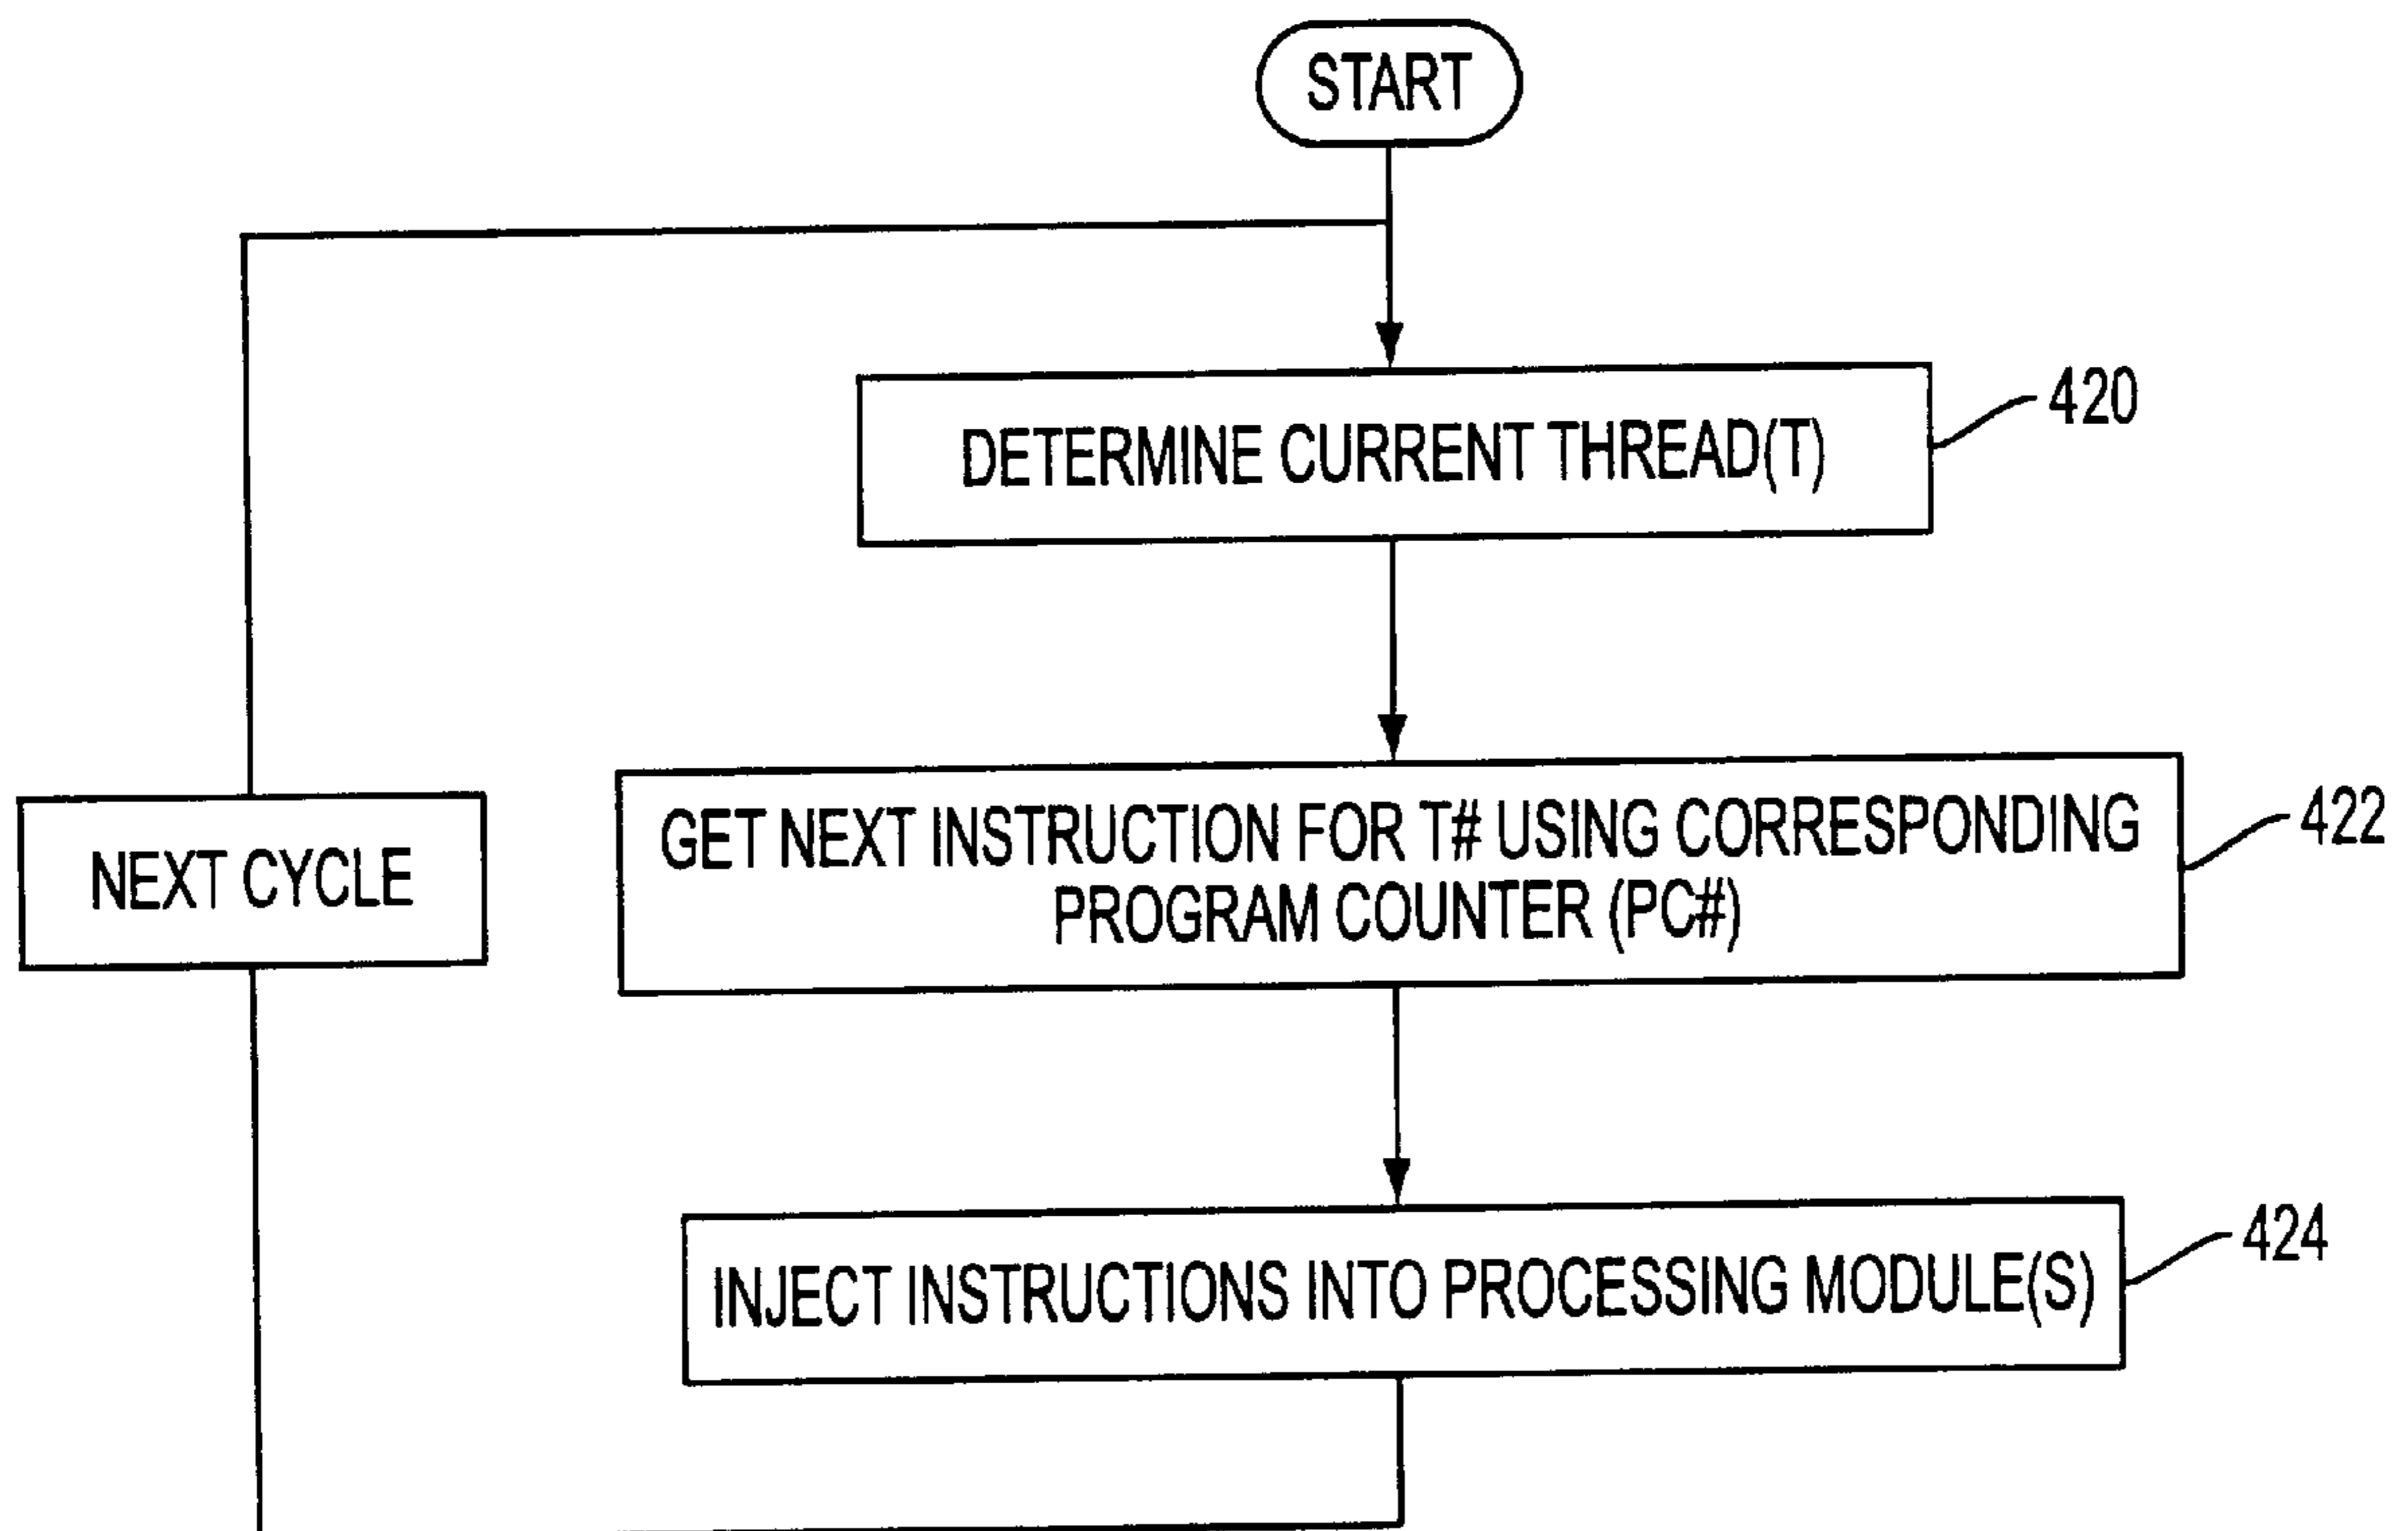 START
DETERMINE CURRENT THREAD(T)
420
GET NEXT INSTRUCTION FOR T# USING CORRESPONDING
PROGRAM COUNTER (PC#)
422
NEXT CYCLE
INJECT INSTRUCTIONS INTO PROCESSING MODULE(S)
424